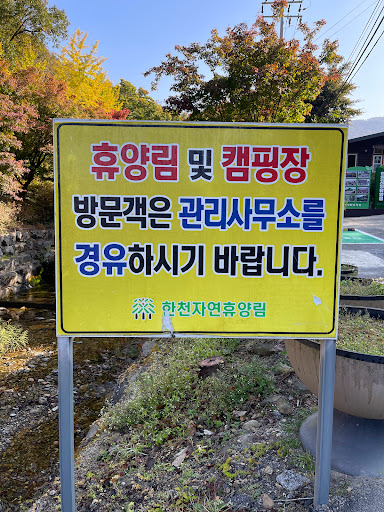 휴양림 및 캠핑장
방문객은 관리사무소를
경유하시기 바랍니다.
한천자연휴양림